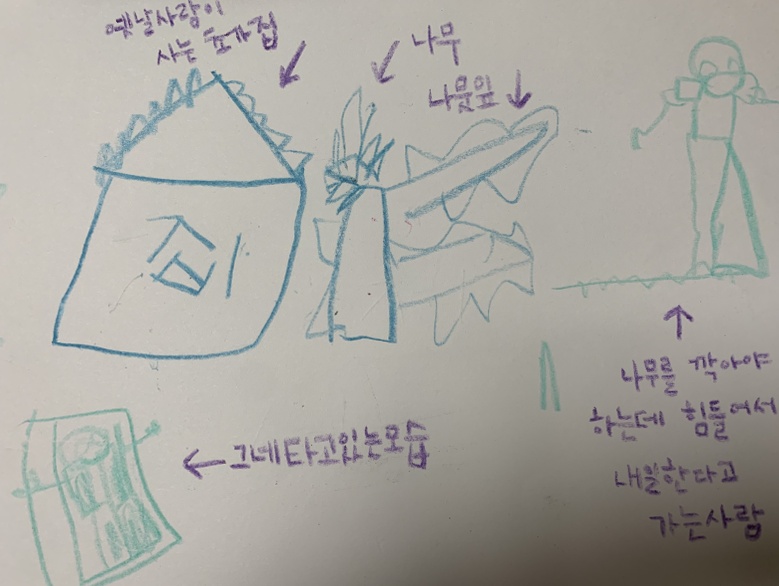 옛날사람이
사는 초가집
나무
나뭇잎
집
나무를 깍아야
하는데 힘들어서
내일한다고
가는사람
그네타고있는모습